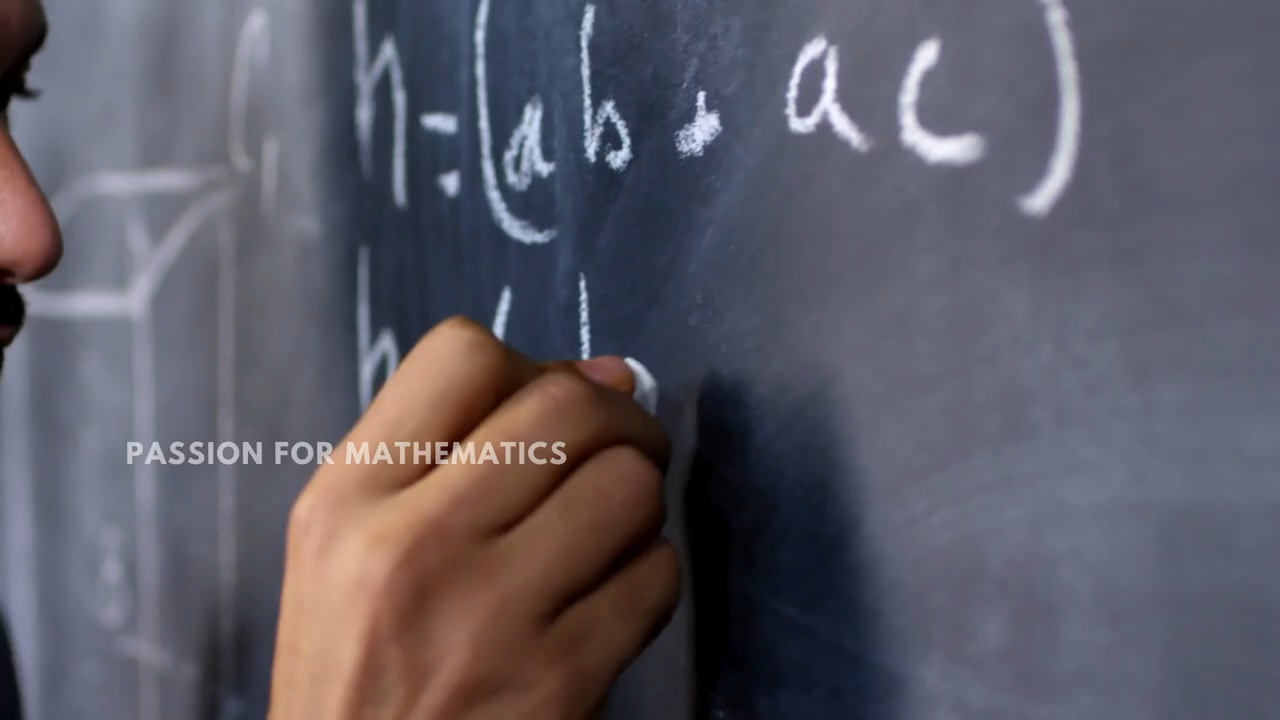 h = (ab . ac)
h
PASSION FOR MATHEMATICS